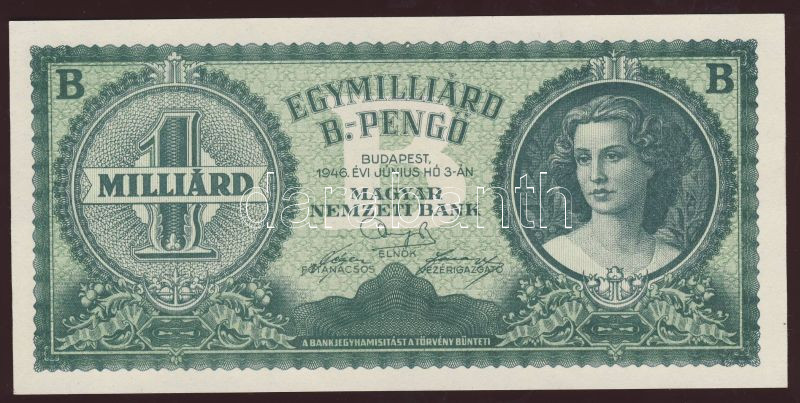 B
B
EGYMILLIÁRD
B.-PENGŐ
BUDAPEST,
1946. ÉVI JÚNIUS HÓ 3-ÁN
MAGYAR
NEMZETI BANK
1
MILLIÁRD
B
darabanth
ELNÖK
FŐTANÁCSOS
VEZÉRIGAZGATÓ
A BANKJEGYHAMISÍTÁST A TÖRVÉNY BÜNTETI